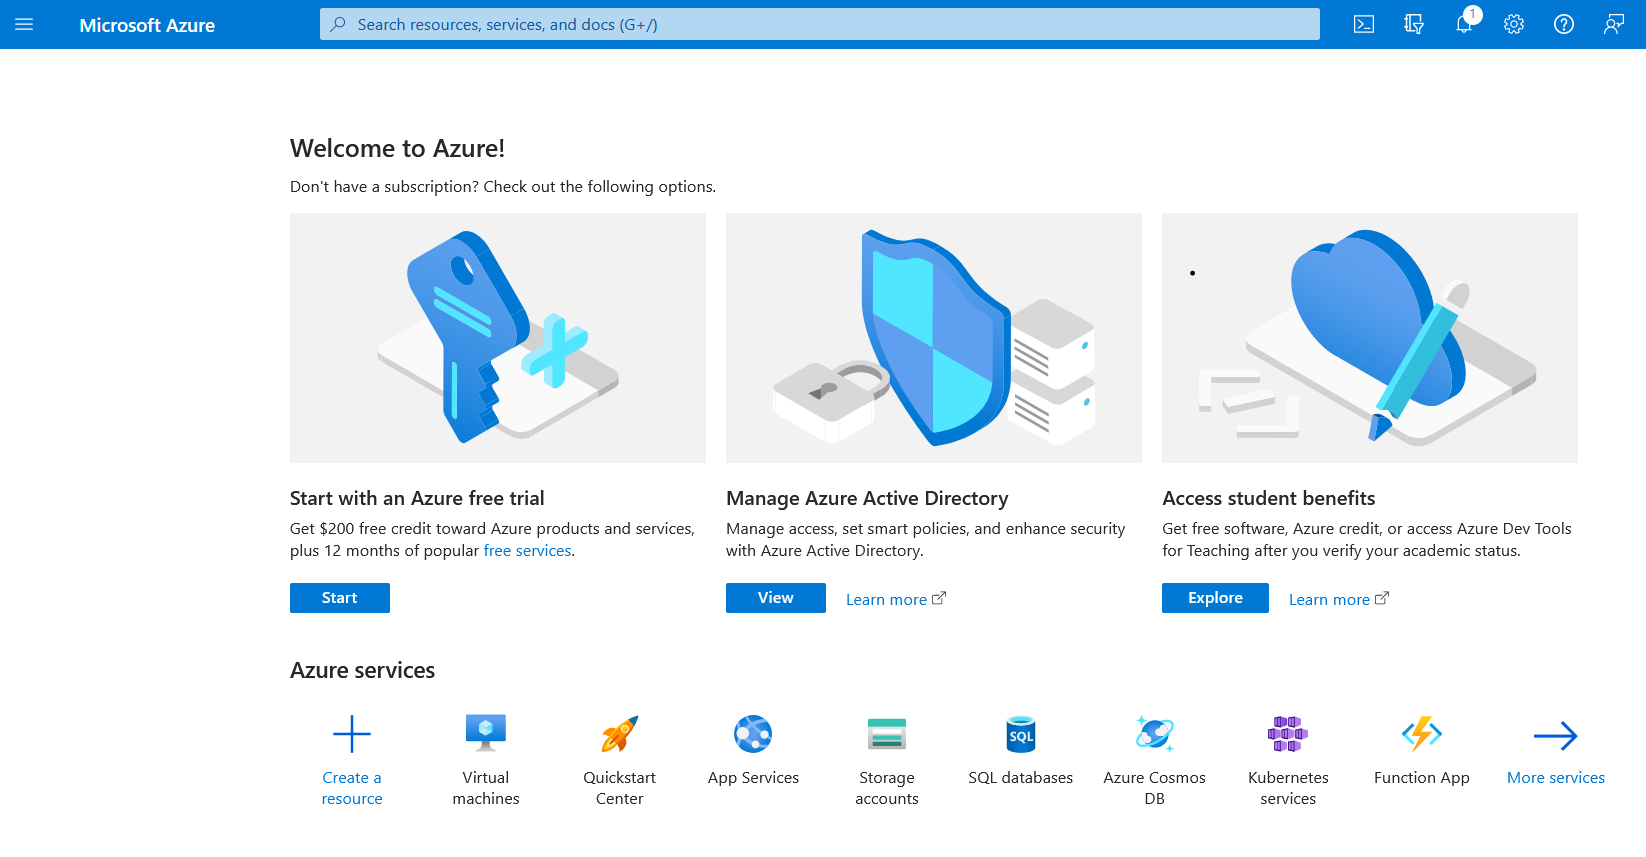 Microsoft Azure
Search resources, services, and docs (G+/)
1
Welcome to Azure!
Don't have a subscription? Check out the following options.
Start with an Azure free trial
Get $200 free credit toward Azure products and services,
plus 12 months of popular free services.
Start
Manage Azure Active Directory
Manage access, set smart policies, and enhance security
with Azure Active Directory.
View
Learn more
Access student benefits
Get free software, Azure credit, or access Azure Dev Tools
for Teaching after you verify your academic status.
Explore
Learn more
Azure services
Create a
resource
Virtual
machines
Quickstart
Center
App Services
Storage
accounts
SQL
SQL databases
Azure Cosmos
DB
Kubernetes
services
Function App
More services